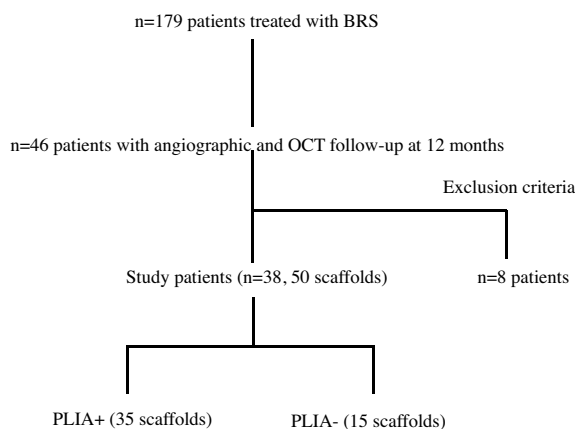 n=179 patients treated with BRS
n=46 patients with angiographic and OCT follow-up at 12 months
Exclusion criteria
Study patients (n=38, 50 scaffolds)
n=8 patients
PLIA+ (35 scaffolds)
PLIA- (15 scaffolds)